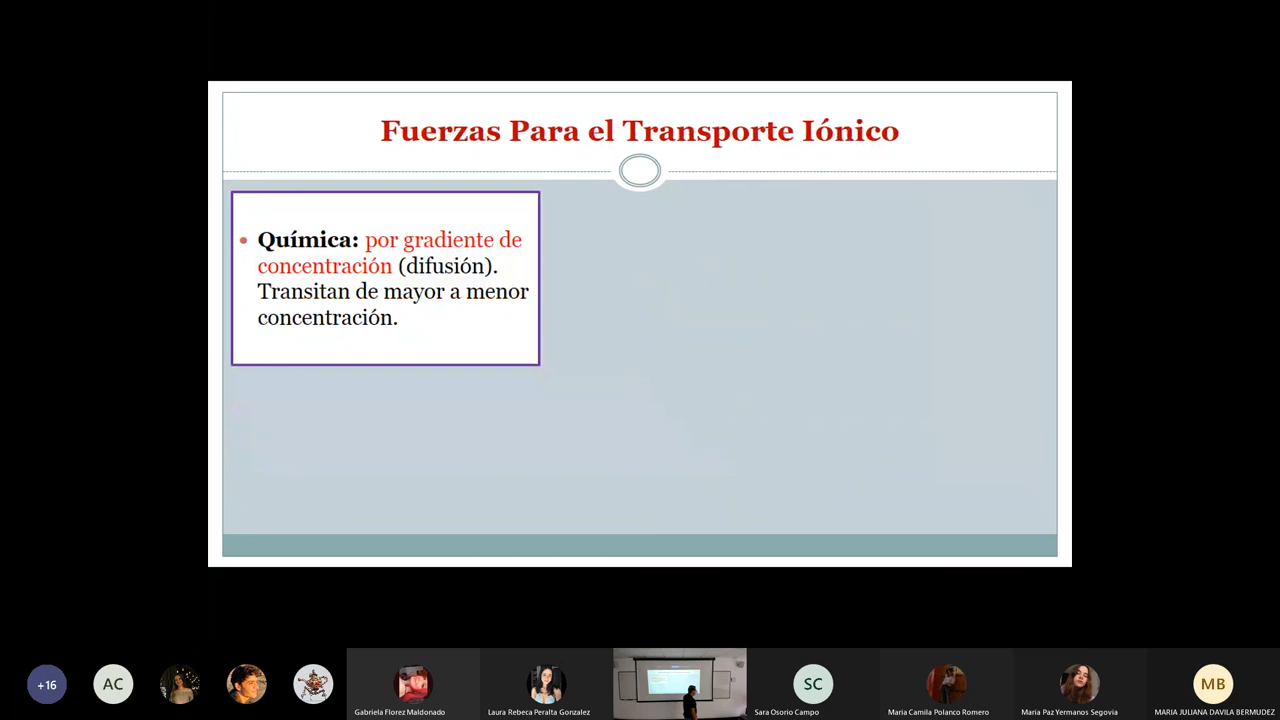 Fuerzas Para el Transporte Iónico
• Química: por gradiente de
concentración (difusión).
Transitan de mayor a menor
concentración.
+16
AC
SC
MB
Gabriela Florez Maldonado
Laura Rebeca Peralta Gonzalez
Sara Osorio Campo
Maria Camila Polanco Romero
Maria Paz Yermanos Segovia
MARIA JULIANA DAVILA BERMUDEZ